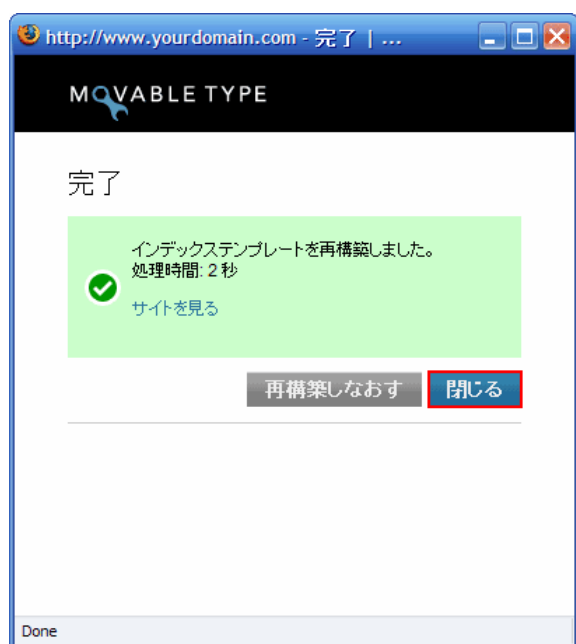 http://www.yourdomain.com - 完了 | ...
MOVABLE TYPE
完了
インデックステンプレートを再構築しました。
処理時間: 2 秒
サイトを見る
再構築しなおす 閉じる
Done